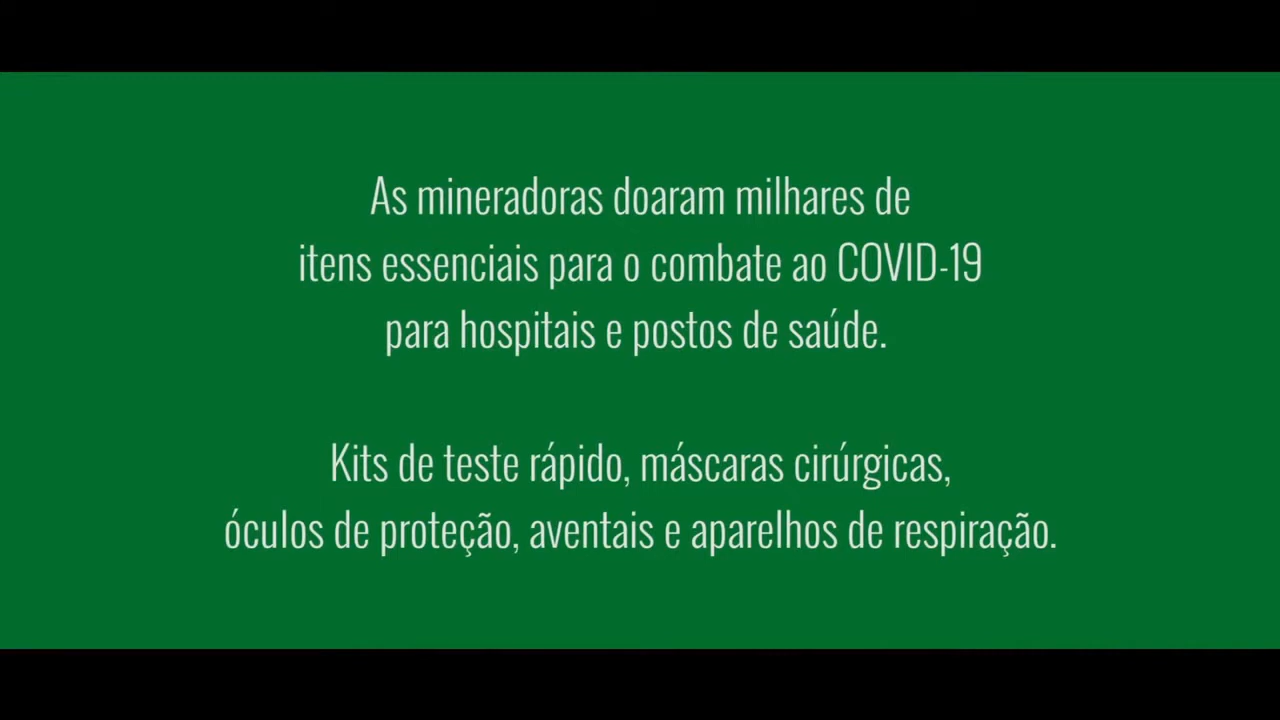 As mineradoras doaram milhares de
itens essenciais para o combate ao COVID-19
para hospitais e postos de saúde.
Kits de teste rápido, máscaras cirúrgicas,
óculos de proteção, aventais e aparelhos de respiração.